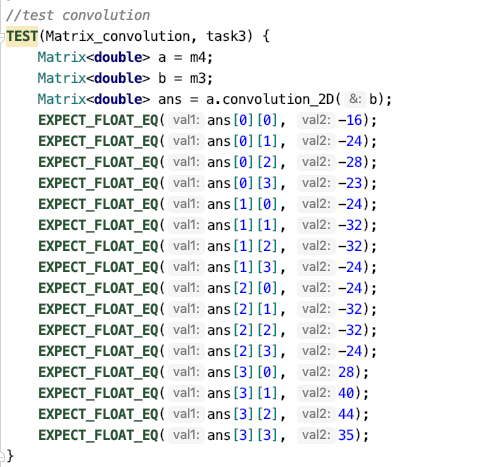 //test convolution
TEST(Matrix_convolution, task3) {
    Matrix<double> a = m4;
    Matrix<double> b = m3;
    Matrix<double> ans = a.convolution_2D( &: b);
    EXPECT_FLOAT_EQ( val1: ans[0][0], val2: -16);
    EXPECT_FLOAT_EQ( val1: ans[0][1], val2: -24);
    EXPECT_FLOAT_EQ( val1: ans[0][2], val2: -28);
    EXPECT_FLOAT_EQ( val1: ans[0][3], val2: -23);
    EXPECT_FLOAT_EQ( val1: ans[1][0], val2: -24);
    EXPECT_FLOAT_EQ( val1: ans[1][1], val2: -32);
    EXPECT_FLOAT_EQ( val1: ans[1][2], val2: -32);
    EXPECT_FLOAT_EQ( val1: ans[1][3], val2: -24);
    EXPECT_FLOAT_EQ( val1: ans[2][0], val2: -24);
    EXPECT_FLOAT_EQ( val1: ans[2][1], val2: -32);
    EXPECT_FLOAT_EQ( val1: ans[2][2], val2: -32);
    EXPECT_FLOAT_EQ( val1: ans[2][3], val2: -24);
    EXPECT_FLOAT_EQ( val1: ans[3][0], val2: 28);
    EXPECT_FLOAT_EQ( val1: ans[3][1], val2: 40);
    EXPECT_FLOAT_EQ( val1: ans[3][2], val2: 44);
    EXPECT_FLOAT_EQ( val1: ans[3][3], val2: 35);
}